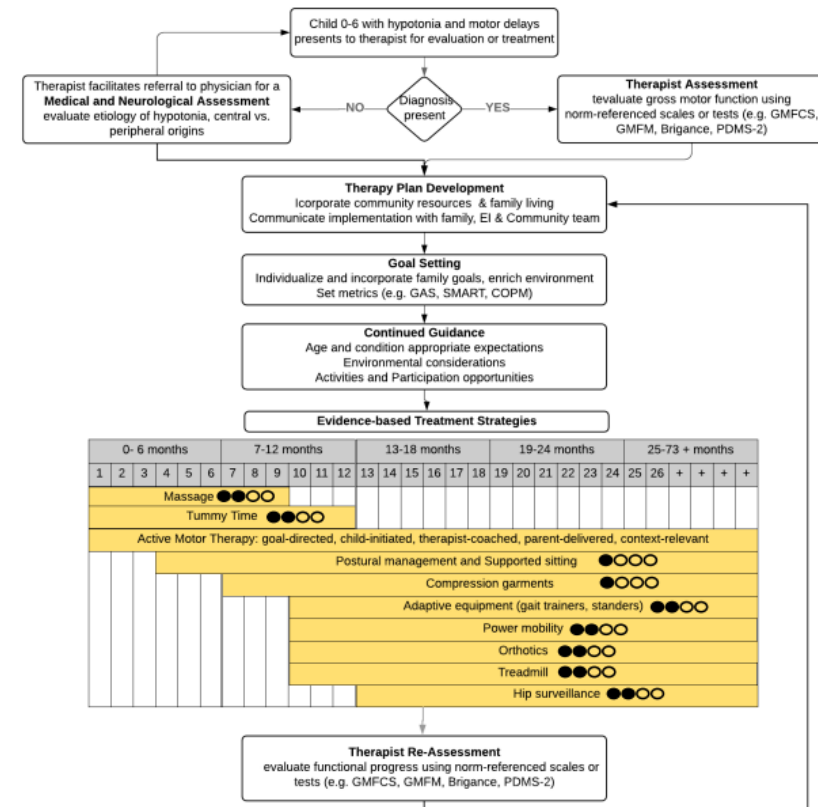 Child 0-6 with hypotonia and motor delays
presents to therapist for evaluation or treatment
Therapist facilitates referral to physician for a
Medical and Neurological Assessment
evaluate etiology of hypotonia, central vs.
peripheral origins
NO
Diagnosis
present
YES
Therapist Assessment
tevaluate gross motor function using
norm-referenced scales or tests (e.g. GMFCS,
GMFM, Brigance, PDMS-2)
Therapy Plan Development
Icorporate community resources & family living
Communicate implementation with family, EI & Community team
Goal Setting
Individualize and incorporate family goals, enrich environment
Set metrics (e.g. GAS, SMART, COPM)
Continued Guidance
Age and condition appropriate expectations
Environmental considerations
Activities and Participation opportunities
Evidence-based Treatment Strategies
0- 6 months 7-12 months 13-18 months 19-24 months 25-73 + months
1 2 3 4 5 6 7 8 9 10 11 12 13 14 15 16 17 18 19 20 21 22 23 24 25 26 + + + +
Massage
Tummy Time
Active Motor Therapy: goal-directed, child-initiated, therapist-coached, parent-delivered, context-relevant
Postural management and Supported sitting
Compression garments
Adaptive equipment (gait trainers, standers)
Power mobility
Orthotics
Treadmill
Hip surveillance
Therapist Re-Assessment
evaluate functional progress using norm-referenced scales or
tests (e.g. GMFCS, GMFM, Brigance, PDMS-2)